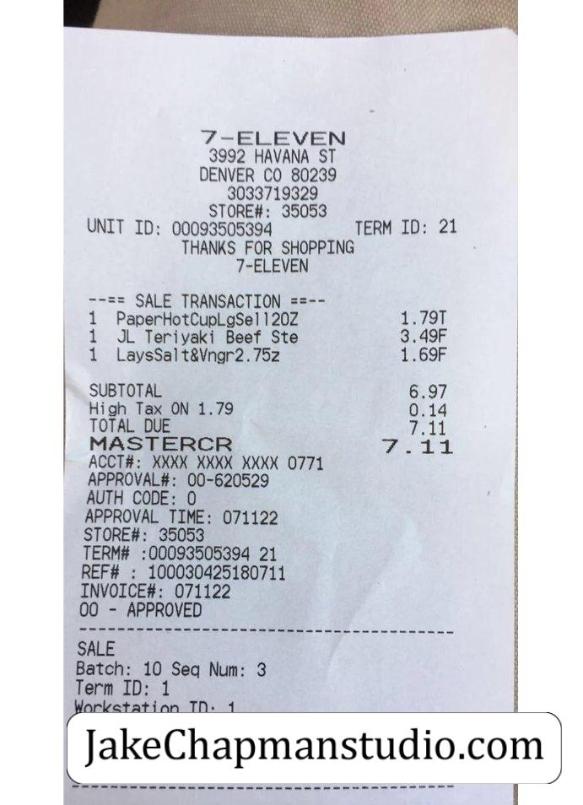 7-ELEVEN
3992 HAVANA ST
DENVER CO 80239
3033719329
STORE#: 35053
UNIT ID: 00093505394 TERM ID: 21
THANKS FOR SHOPPING
7-ELEVEN
--== SALE TRANSACTION ==--
1 PaperHotCupLgSell20Z 1.79T
1 JL Teriyaki Beef Ste 3.49F
1 LaysSalt&Vngr2.75z 1.69F
SUBTOTAL 6.97
High Tax ON 1.79 0.14
TOTAL DUE 7.11
MASTERCR 7.11
ACCT#: XXXX XXXX XXXX 0771
APPROVAL#: 00-620529
AUTH CODE: 0
APPROVAL TIME: 071122
STORE#: 35053
TERM# :00093505394 21
REF# : 100030425180711
INVOICE#: 071122
00 - APPROVED
SALE
Batch: 10 Seq Num: 3
Term ID: 1
Workstation ID: 1
JakeChapmanstudio.com